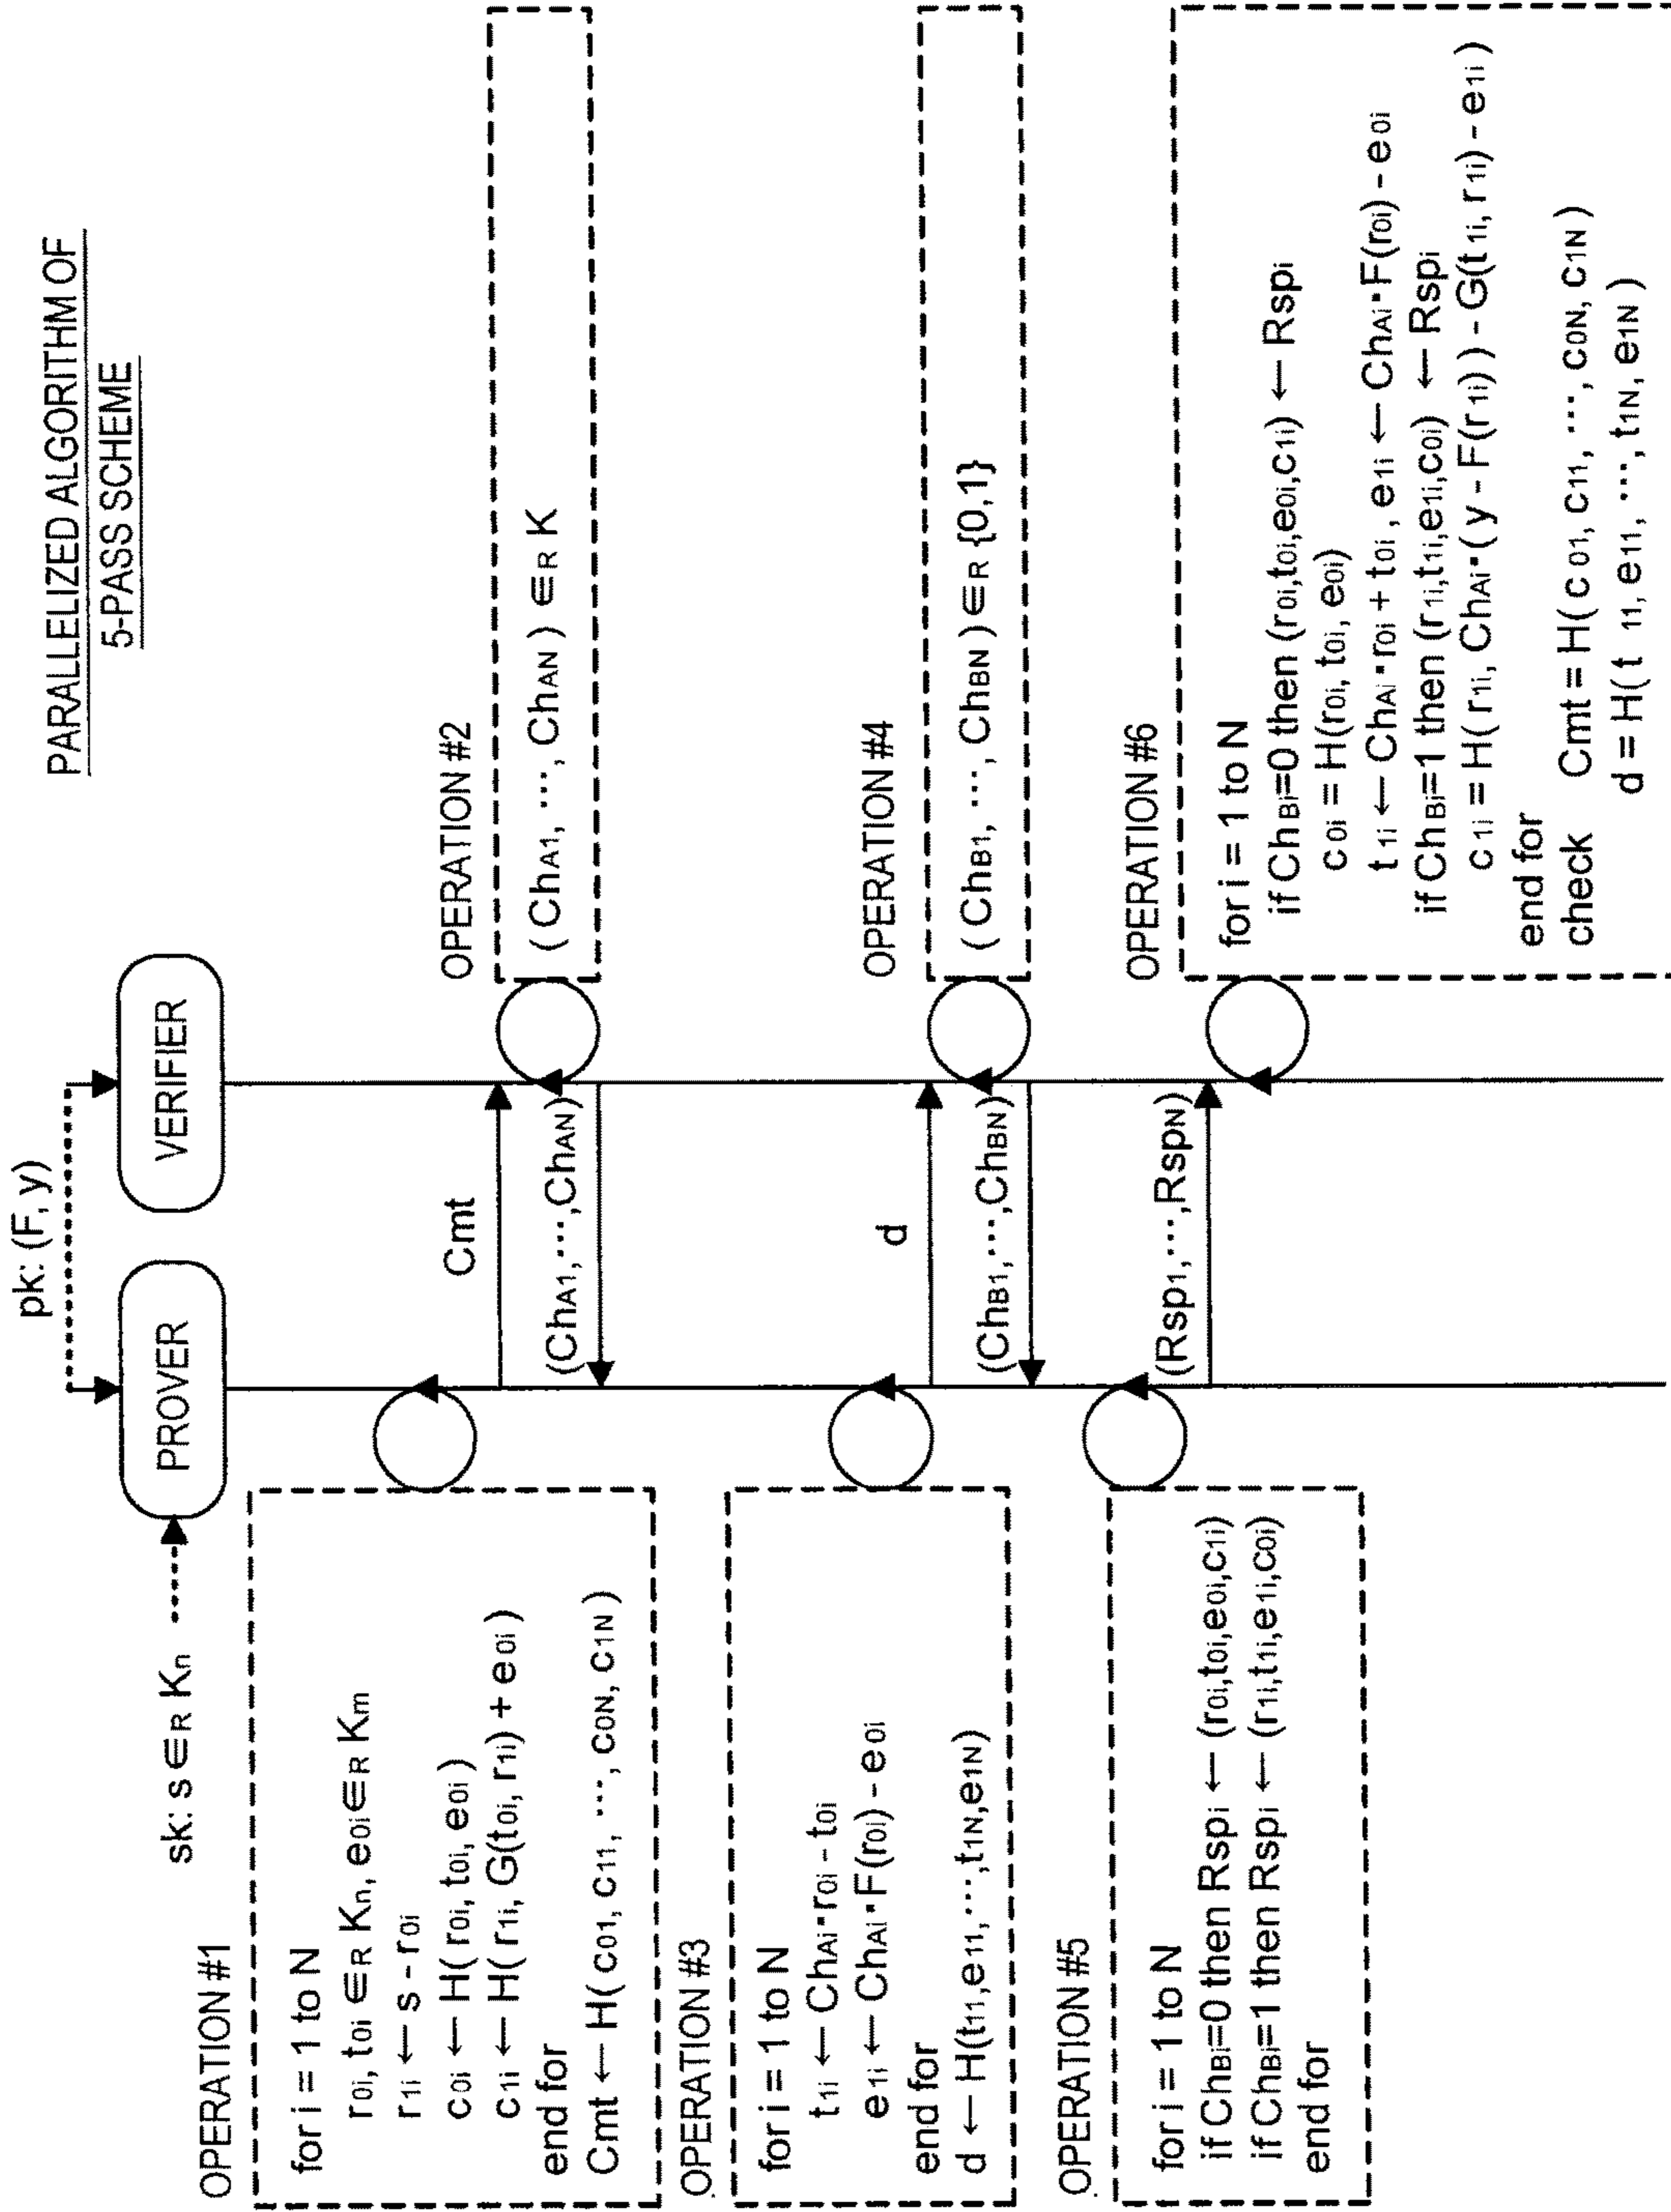 PARALLELIZED ALGORITHM OF
5-PASS SCHEME
pk: (F, y)
sk: s ∈R Kn
PROVER
VERIFIER
OPERATION #1
for i = 1 to N
r0i, t0i ∈R Kn, e0i ∈R Km
r1i ← s - r0i
c0i ← H( r0i, t0i, e0i )
c1i ← H( r1i, G(t0i, r1i) + e0i )
end for
Cmt ← H( c01, c11, ···, c0N, c1N )
Cmt
OPERATION #2
( ChA1, ···, ChAN ) ∈R K
(ChA1, ···, ChAN)
OPERATION #3
for i = 1 to N
t1i ← ChAi·r0i - t0i
e1i ← ChAi·F(r0i) - e0i
end for
d ← H(t11,e11, ···,t1N,e1N)
d
OPERATION #4
( ChB1, ···, ChBN ) ∈R {0,1}
(ChB1, ···, ChBN)
OPERATION #5
for i = 1 to N
if ChBi=0 then Rspi ← (r0i,t0i,e0i,c1i)
if ChBi=1 then Rspi ← (r1i,t1i,e1i,c0i)
end for
(Rsp1, ···, RspN)
OPERATION #6
for i = 1 to N
if ChBi=0 then (r0i,t0i,e0i,c1i) ← Rspi
c0i = H(r0i, t0i, e0i)
t1i ← ChAi·r0i + t0i, e1i ← ChAi·F(r0i) - e0i
if ChBi=1 then (r1i,t1i,e1i,c0i) ← Rspi
c1i = H( r1i, ChAi·( y - F(r1i) ) - G(t1i, r1i) - e1i )
end for
check Cmt = H( c01, c11, ···, c0N, c1N )
d = H( t11, e11, ···, t1N, e1N )